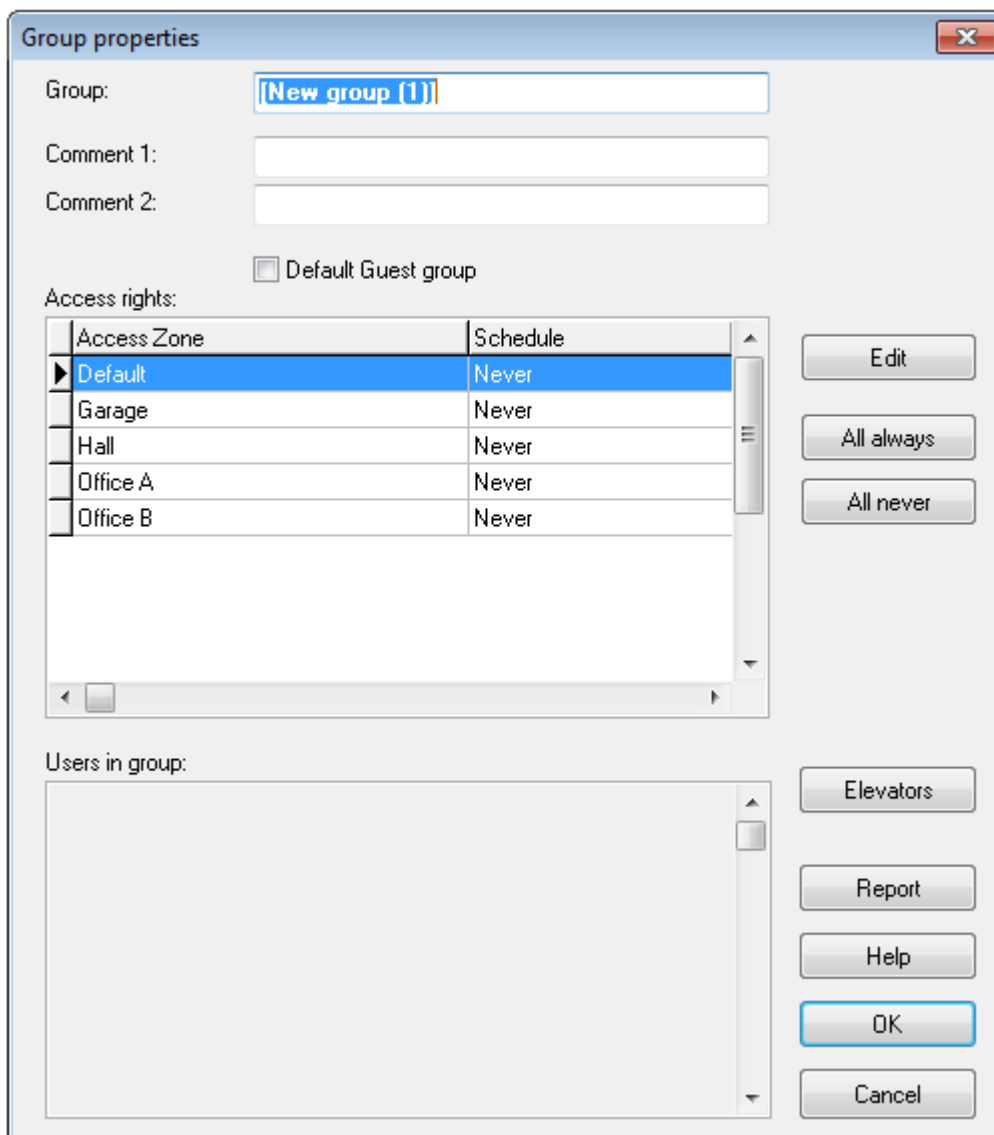 Group properties
Group: [New group (1)]
Comment 1:
Comment 2:
Default Guest group
Access rights:
Access Zone Schedule
Default Never
Garage Never
Hall Never
Office A Never
Office B Never
Edit
All always
All never
Users in group:
Elevators
Report
Help
OK
Cancel